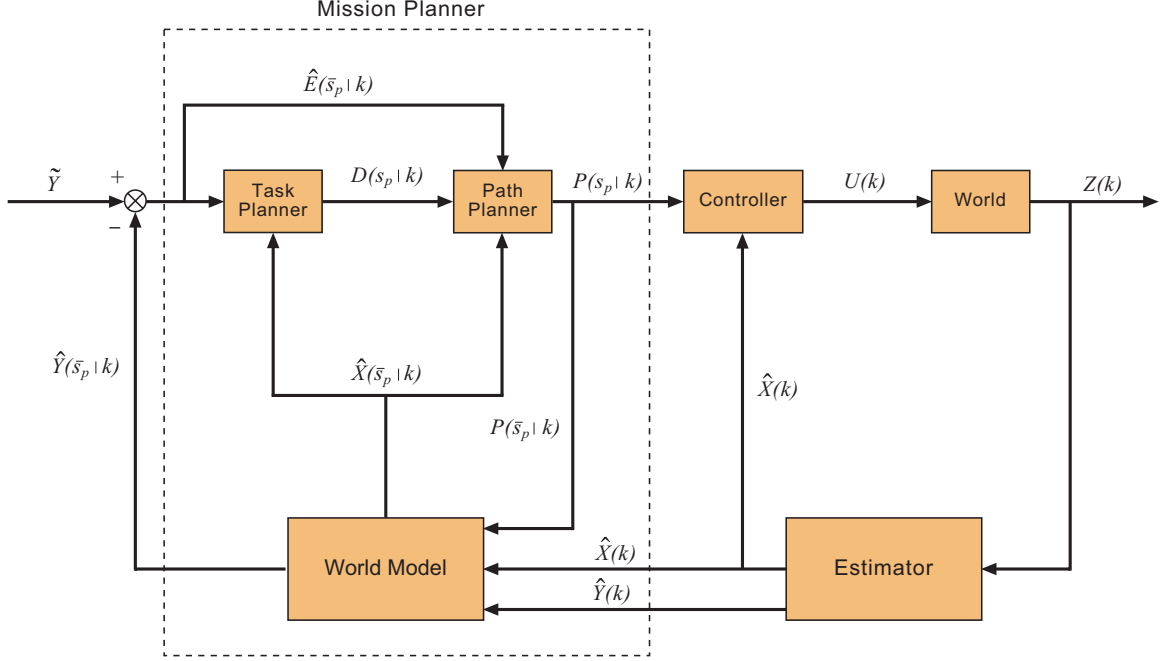 Mission Planner
Ê(s̄ₚ | k)
Ỹ
+
−
Task
Planner
D(sₚ | k)
Path
Planner
P(sₚ | k)
Controller
U(k)
World
Z(k)
Ŷ(s̄ₚ | k)
X̂(s̄ₚ | k)
P(s̄ₚ | k)
X̂(k)
World Model
X̂(k)
Ŷ(k)
Estimator